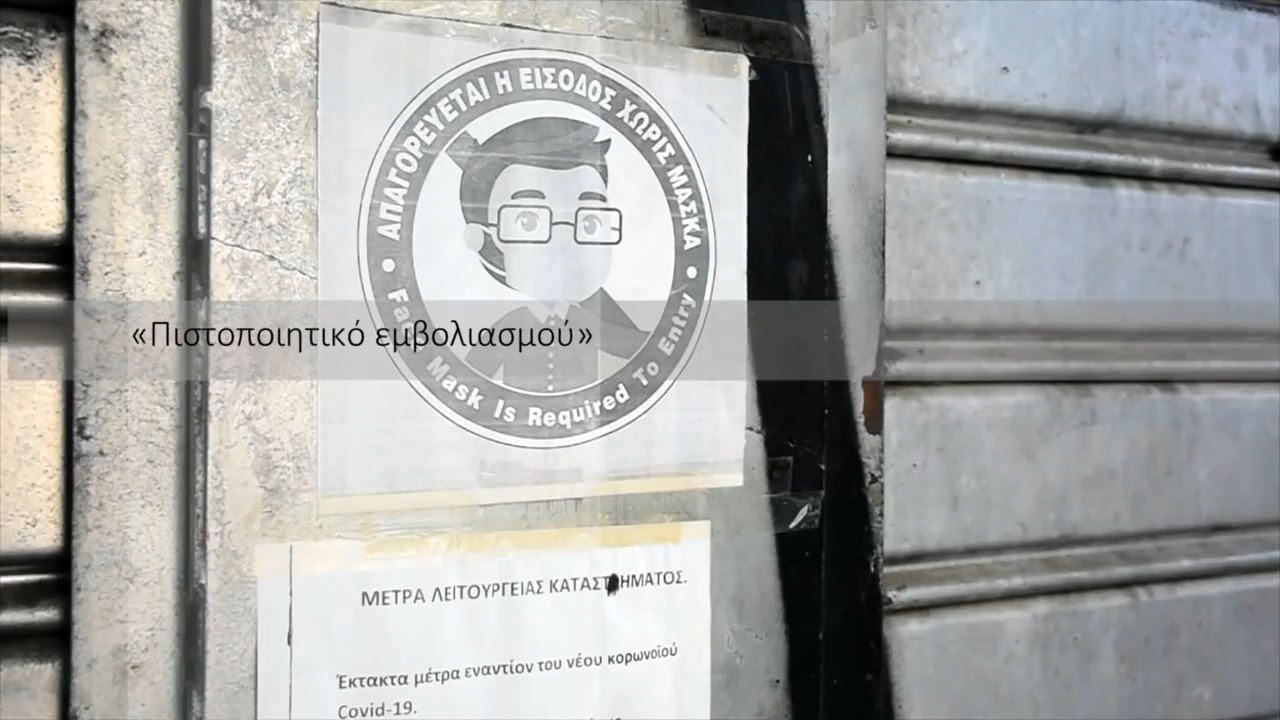 ΑΠΑΓΟΡΕΥΕΤΑΙ Η ΕΙΣΟΔΟΣ ΧΩΡΙΣ ΜΑΣΚΑ
Face Mask Is Required To Entry
«Πιστοποιητικό εμβολιασμού»
ΜΕΤΡΑ ΛΕΙΤΟΥΡΓΕΙΑΣ ΚΑΤΑΣΤΗΜΑΤΟΣ.
Έκτακτα μέτρα εναντίον του νέου κορωνοϊού
Covid-19.